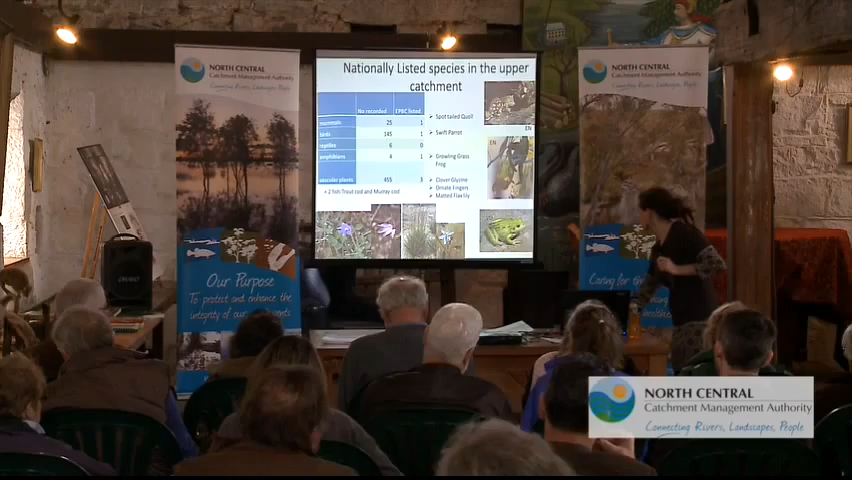 NORTH CENTRAL
Catchment Management Authority
Connecting Rivers, Landscapes, People
Our Purpose
To protect and enhance the
integrity of our
Nationally Listed species in the upper
catchment
No recorded EPBC listed
mammals 25 1
birds 145 1
reptiles 6 0
amphibians 4 1
vascular plants 455 3
+ 2 fish-Trout cod and Murray cod
➤ Spot tailed Quoll
➤ Swift Parrot
➤ Growling Grass
Frog
➤ Clover Glycine
➤ Ornate Fingers
➤ Matted Flax lily
EN
EN
NORTH CENTRAL
Catchment Management Authority
Connecting Rivers, Landscapes, People
Caring for
NORTH CENTRAL
Catchment Management Authority
Connecting Rivers, Landscapes, People